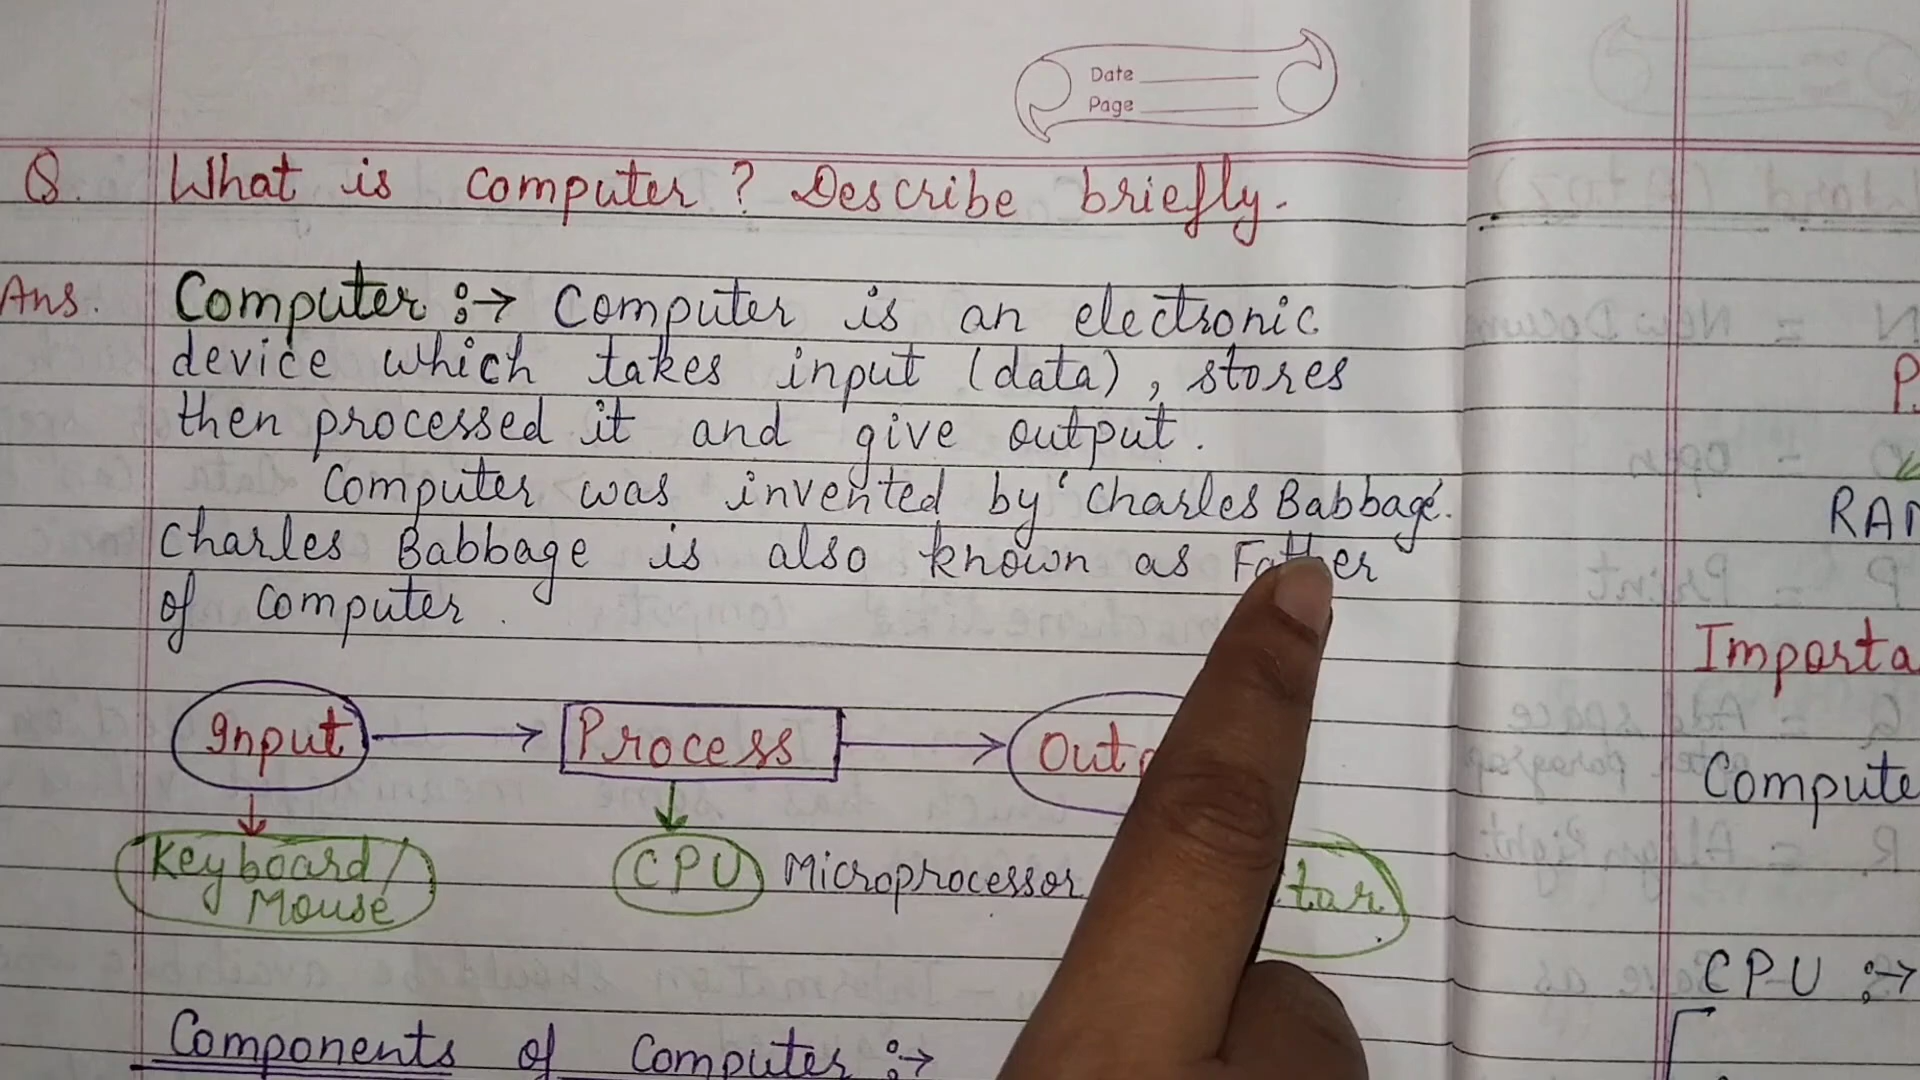 Date
Page
Q. What is computer ? Describe briefly.
Ans. Computer :→ Computer is an electronic
device which takes input (data), stores
then processed it and give output.
Computer was invented by 'Charles Babbage'.
Charles Babbage is also known as Father
of computer.
Input → Process → Out
Keyboard/
Mouse
CPU Microprocessor
Components of Computer :→
Importa
Compute
CPU :→